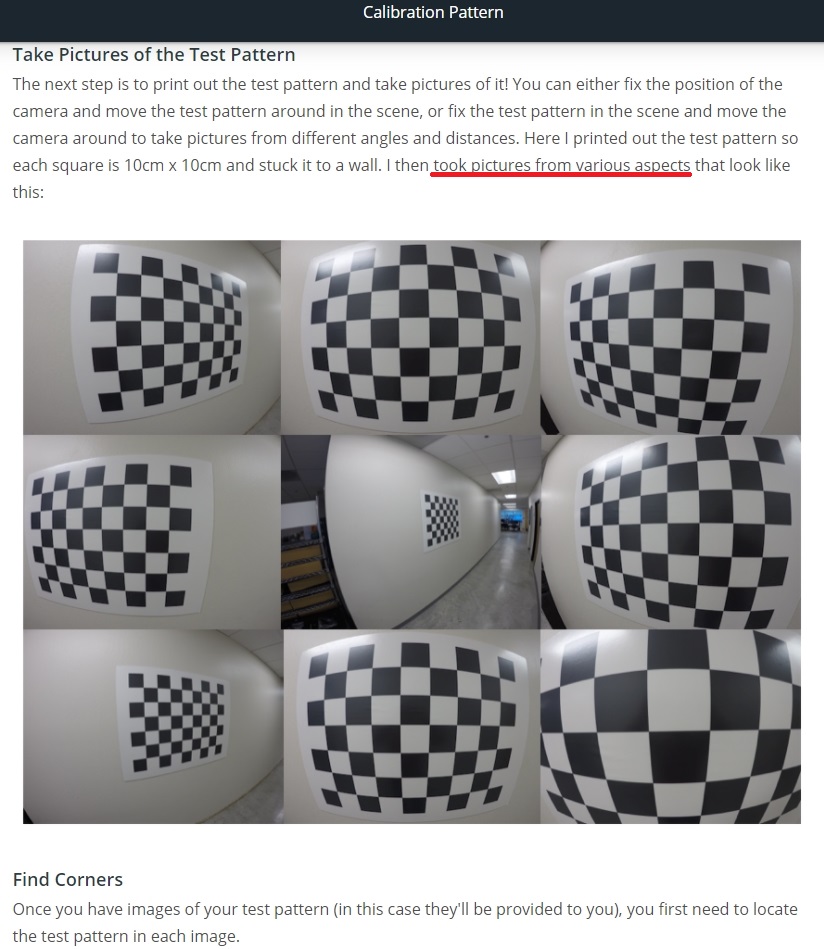 Calibration Pattern
Take Pictures of the Test Pattern
The next step is to print out the test pattern and take pictures of it! You can either fix the position of the
camera and move the test pattern around in the scene, or fix the test pattern in the scene and move the
camera around to take pictures from different angles and distances. Here I printed out the test pattern so
each square is 10cm x 10cm and stuck it to a wall. I then took pictures from various aspects that look like
this:
Find Corners
Once you have images of your test pattern (in this case they'll be provided to you), you first need to locate
the test pattern in each image.